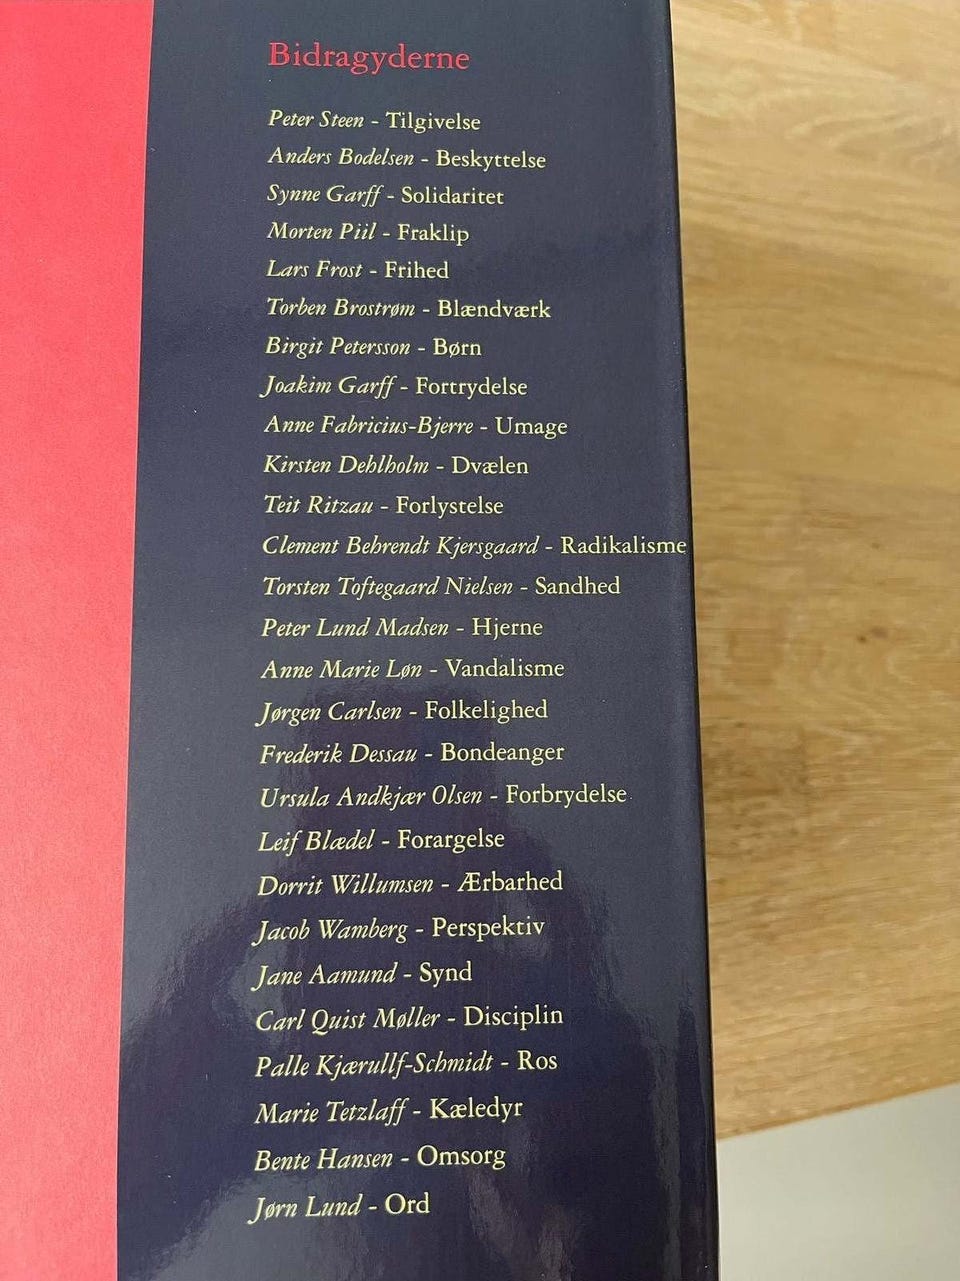 Bidragyderne
Peter Steen - Tilgivelse
Anders Bodelsen - Beskyttelse
Synne Garff - Solidaritet
Morten Piil - Fraklip
Lars Frost - Frihed
Torben Brostrøm - Blændværk
Birgit Petersson - Børn
Joakim Garff - Fortrydelse
Anne Fabricius-Bjerre - Umage
Kirsten Dehlholm - Dvælen
Teit Ritzau - Forlystelse
Clement Behrendt Kjersgaard - Radikalisme
Torsten Toftegaard Nielsen - Sandhed
Peter Lund Madsen - Hjerne
Anne Marie Løn - Vandalisme
Jørgen Carlsen - Folkelighed
Frederik Dessau - Bondeanger
Ursula Andkjær Olsen - Forbrydelse
Leif Blædel - Forargelse
Dorrit Willumsen - Ærbarhed
Jacob Wamberg - Perspektiv
Jane Aamund - Synd
Carl Quist Møller - Disciplin
Palle Kjærullf-Schmidt - Ros
Marie Tetzlaff - Kæledyr
Bente Hansen - Omsorg
Jørn Lund - Ord